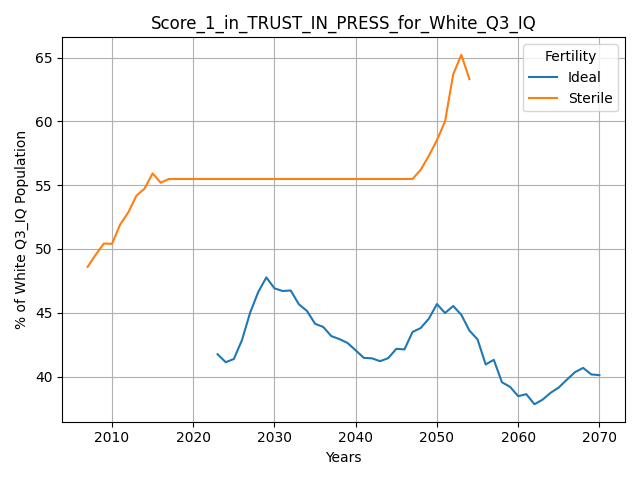 Score_1_in_TRUST_IN_PRESS_for_White_Q3_IQ
% of White Q3_IQ Population
65
60
55
50
45
40
Fertility
Ideal
Sterile
2010 2020 2030 2040 2050 2060 2070
Years